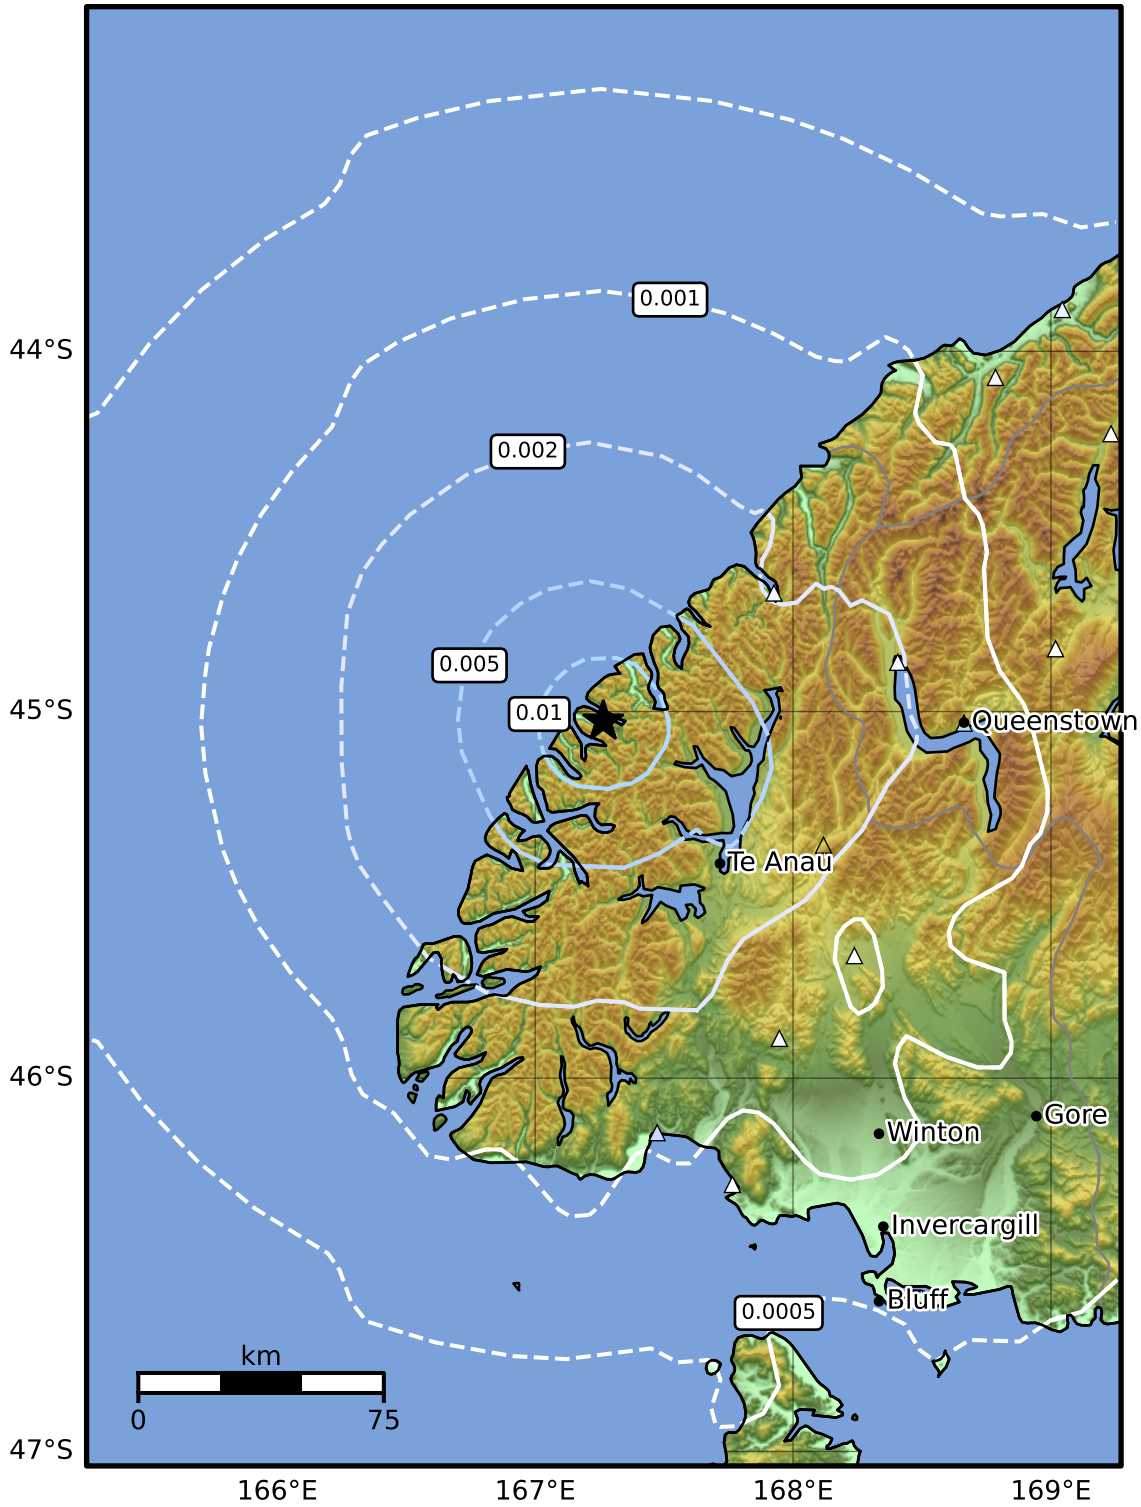 0.001
44°S
0.002
0.005
0.01
45°S
Queenstown
Te Anau
46°S
Gore
Winton
Invercargill
Bluff
0.0005
km
0
75
47°S
166°E
167°E
168°E
169°E